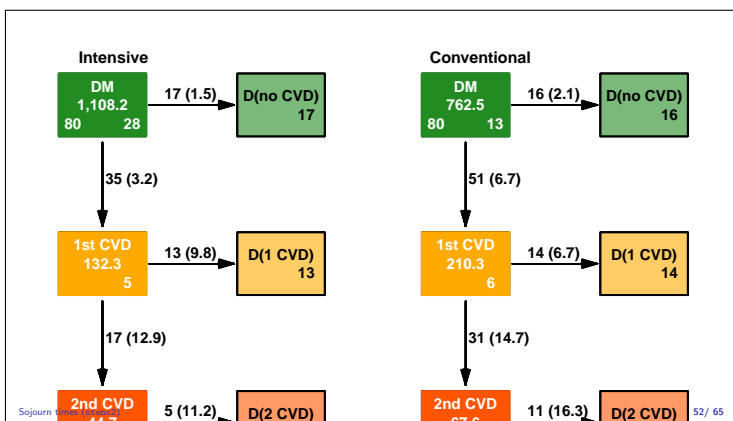 Intensive
DM
1,108.2
80 28
17 (1.5)
D(no CVD)
17
35 (3.2)
1st CVD
132.3
5
13 (9.8)
D(1 CVD)
13
17 (12.9)
2nd CVD
5 (11.2)
D(2 CVD)
Conventional
DM
762.5
80 13
16 (2.1)
D(no CVD)
16
51 (6.7)
1st CVD
210.3
6
14 (6.7)
D(1 CVD)
14
31 (14.7)
2nd CVD
11 (16.3)
D(2 CVD)
Sojourn times (steno2)
52/ 65